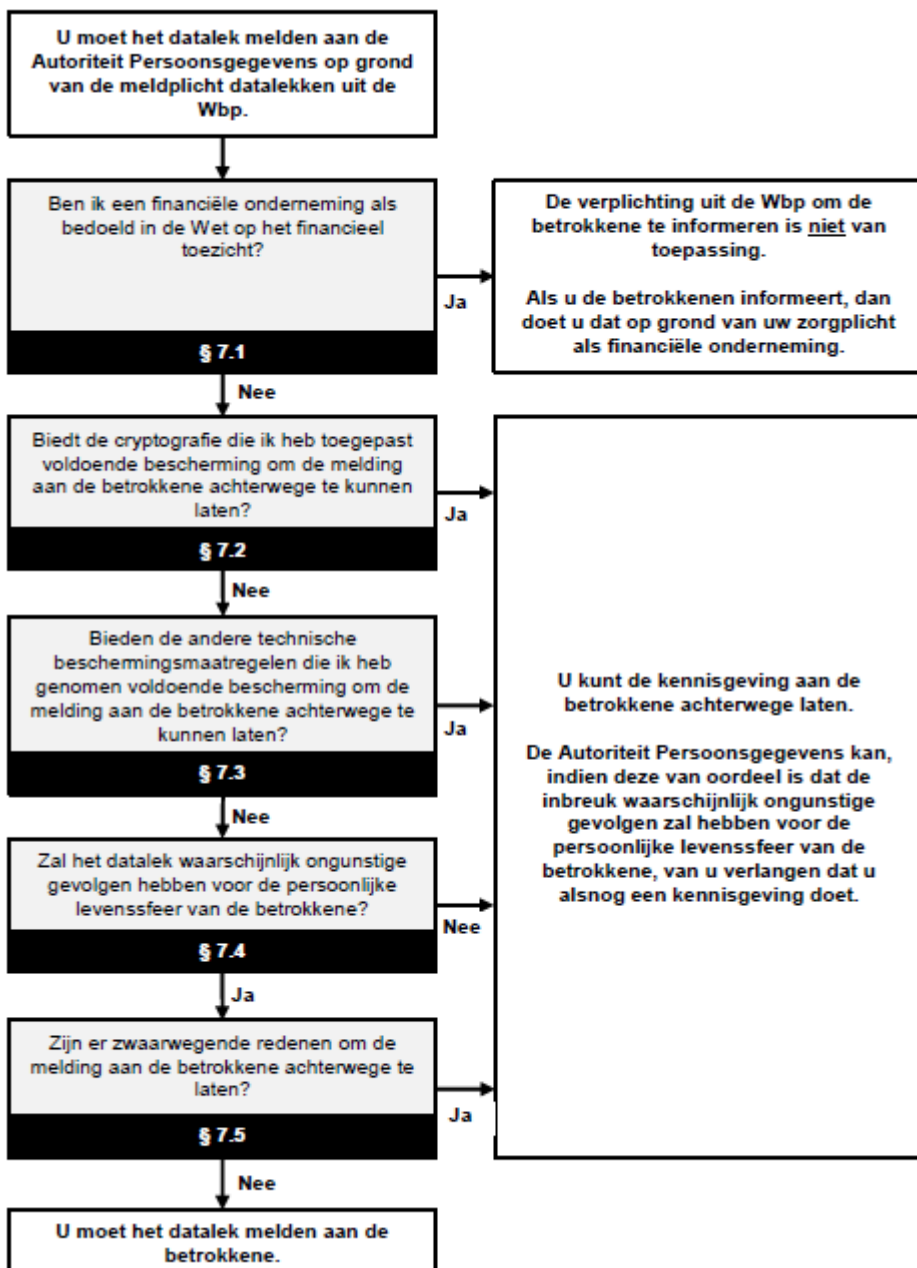 U moet het datalek melden aan de
Autoriteit Persoonsgegevens op grond
van de meldplicht datalekken uit de
Wbp.
Ben ik een financiële onderneming als
bedoeld in de Wet op het financieel
toezicht?
§ 7.1
Ja
De verplichting uit de Wbp om de
betrokkene te informeren is niet van
toepassing.
Als u de betrokkenen informeert, dan
doet u dat op grond van uw zorgplicht
als financiële onderneming.
Nee
Biedt de cryptografie die ik heb toegepast
voldoende bescherming om de melding
aan de betrokkene achterwege te kunnen
laten?
§ 7.2
Ja
Nee
Bieden de andere technische
beschermingsmaatregelen die ik heb
genomen voldoende bescherming om de
melding aan de betrokkene achterwege te
kunnen laten?
§ 7.3
Ja
Nee
Zal het datalek waarschijnlijk ongunstige
gevolgen hebben voor de persoonlijke
levenssfeer van de betrokkene?
§ 7.4
Nee
Ja
Zijn er zwaarwegende redenen om de
melding aan de betrokkene achterwege te
laten?
§ 7.5
Ja
U kunt de kennisgeving aan de
betrokkene achterwege laten.
De Autoriteit Persoonsgegevens kan,
indien deze van oordeel is dat de
inbreuk waarschijnlijk ongunstige
gevolgen zal hebben voor de
persoonlijke levenssfeer van de
betrokkene, van u verlangen dat u
alsnog een kennisgeving doet.
Nee
U moet het datalek melden aan de
betrokkene.